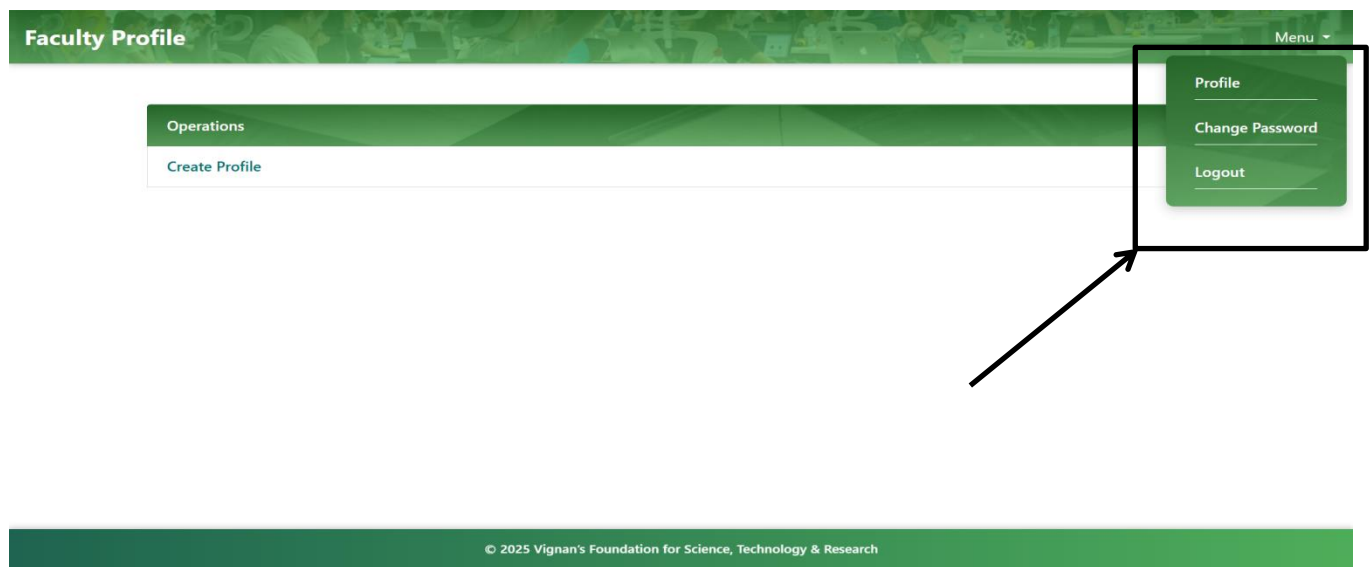 Faculty Profile
Menu
Profile
Operations
Change Password
Create Profile
Logout
© 2025 Vignan's Foundation for Science, Technology & Research